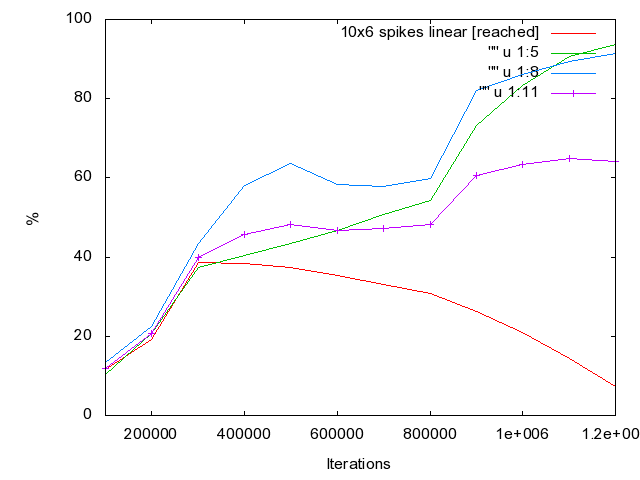 100
80
60
40
20
0
%
10x6 spikes linear [reached]
"" u 1:5
"" u 1:8
"" u 1:11
200000 400000 600000 800000 1e+006 1.2e+00
Iterations